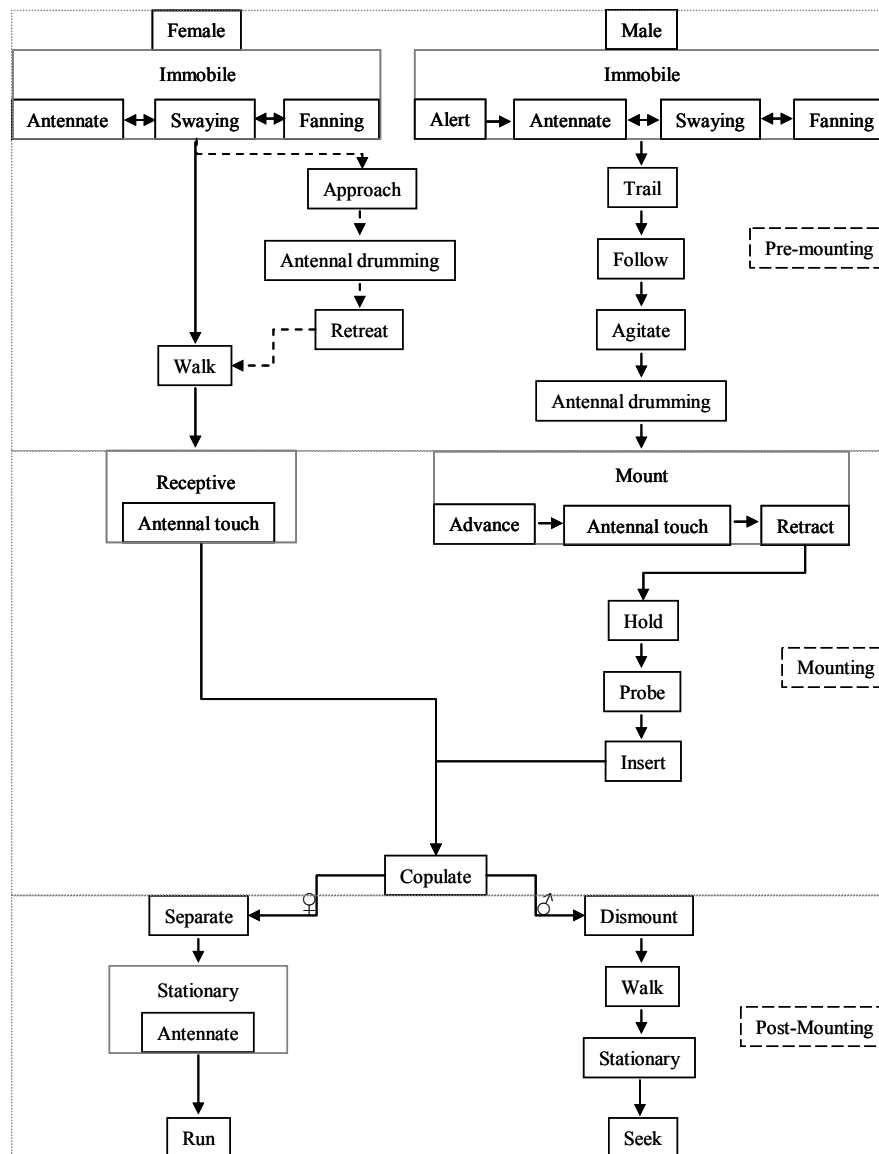 Female
Male
Immobile
Immobile
Antennate
Swaying
Fanning
Alert
Antennate
Swaying
Fanning
Approach
Trail
Antennal drumming
Follow
Pre-mounting
Retreat
Agitate
Walk
Antennal drumming
Receptive
Mount
Antennal touch
Advance
Antennal touch
Retract
Hold
Mounting
Probe
Insert
Copulate
♀
♂
Separate
Dismount
Stationary
Walk
Antennate
Post-Mounting
Stationary
Run
Seek